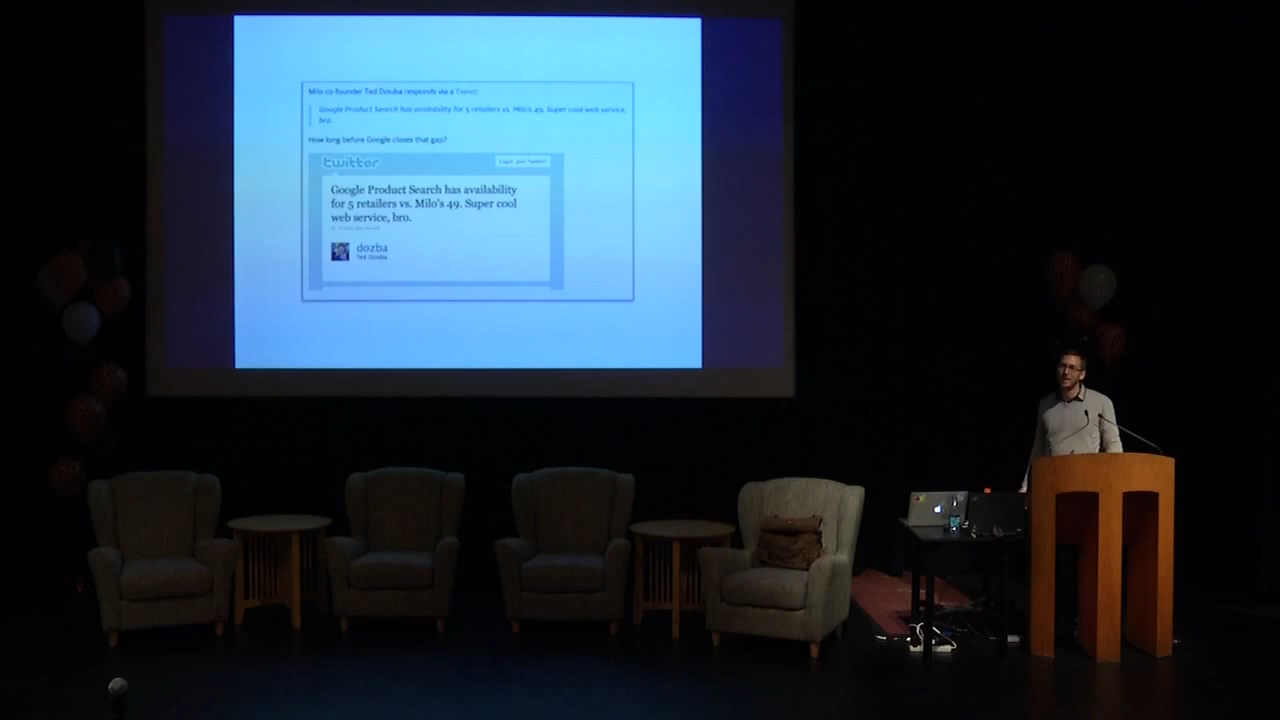 Milo co founder Ted Dziuba responds via a Tweet:
Google Product Search has availability for 5 retailers vs. Milo's 49. Super cool web service,
bro.
How long before Google closes that gap?
twitter
Google Product Search has availability
for 5 retailers vs. Milo's 49. Super cool
web service, bro.
dozba
Ted Dziuba